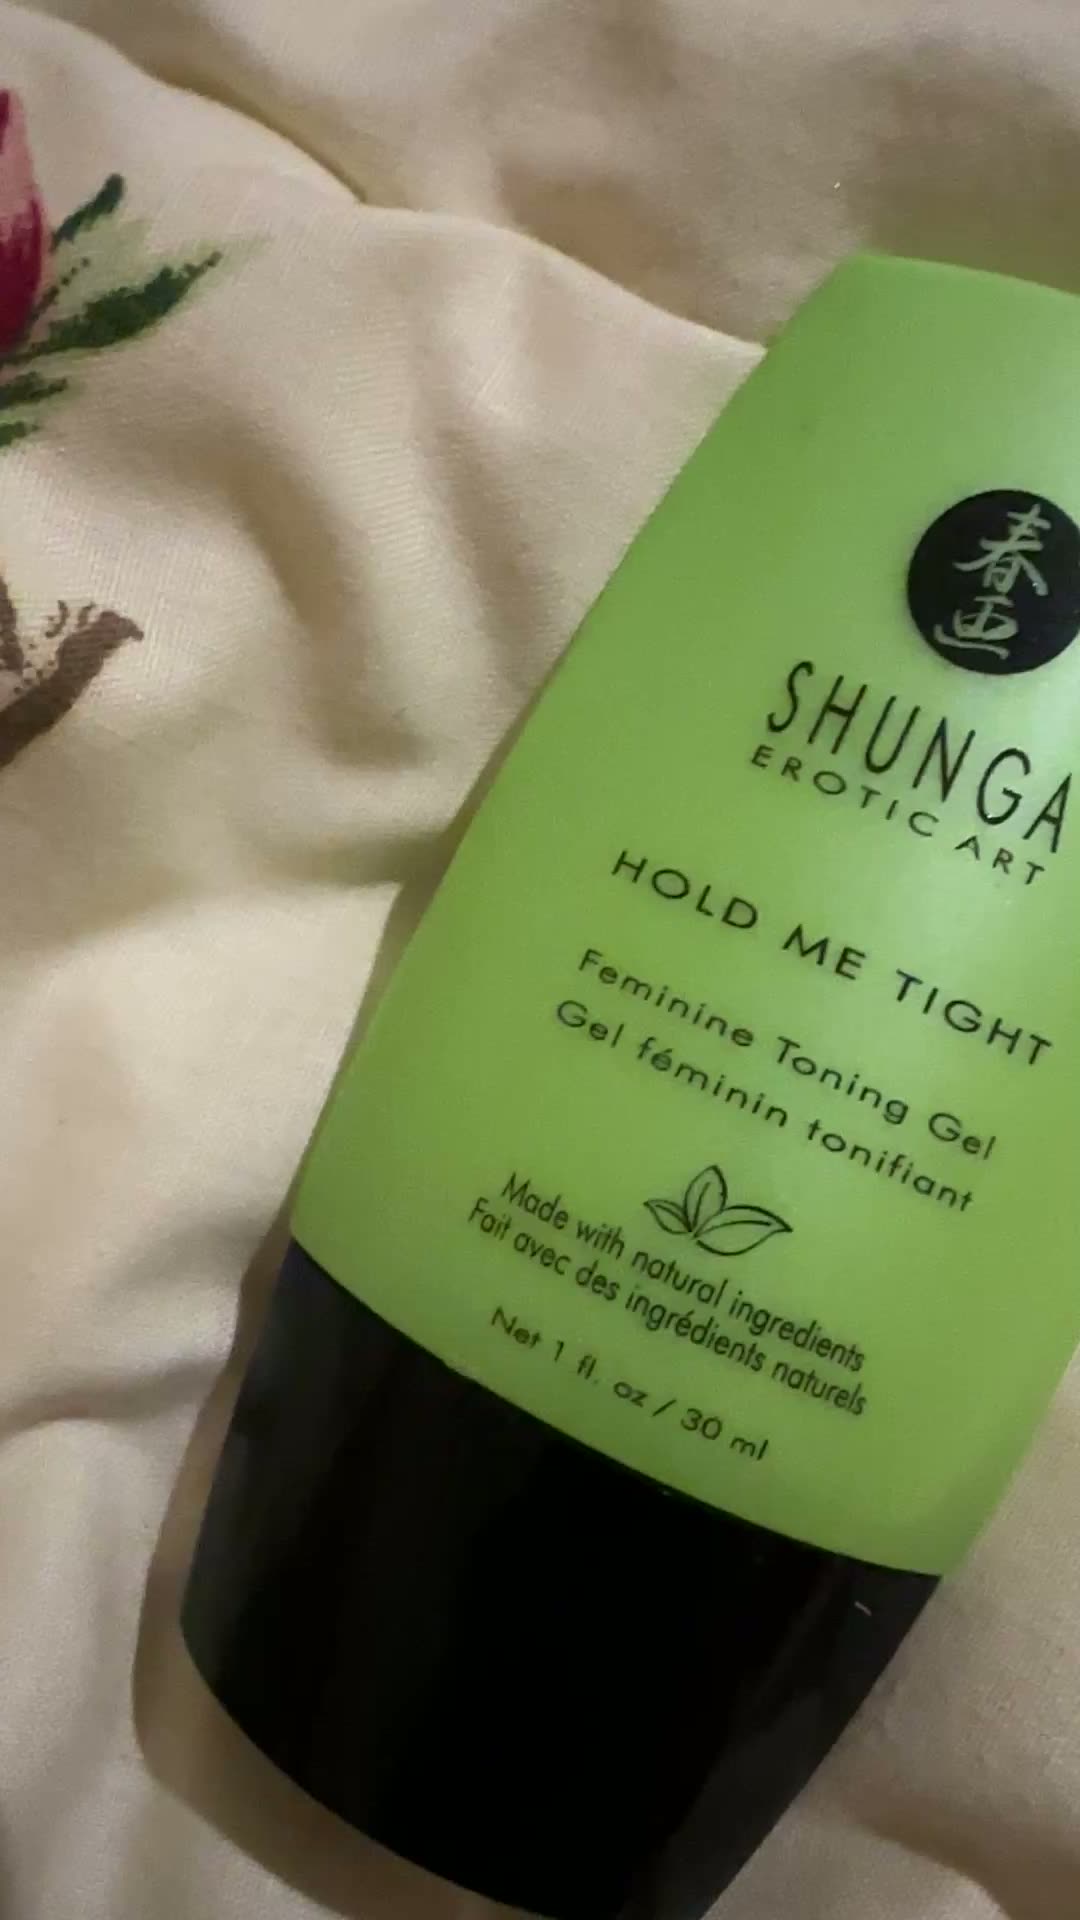 春画
SHUNGA
EROTIC ART
HOLD ME TIGHT
Feminine Toning Gel
Gel féminin tonifiant
Made with natural ingredients
Fait avec des ingrédients naturels
Net 1 fl. oz / 30 ml